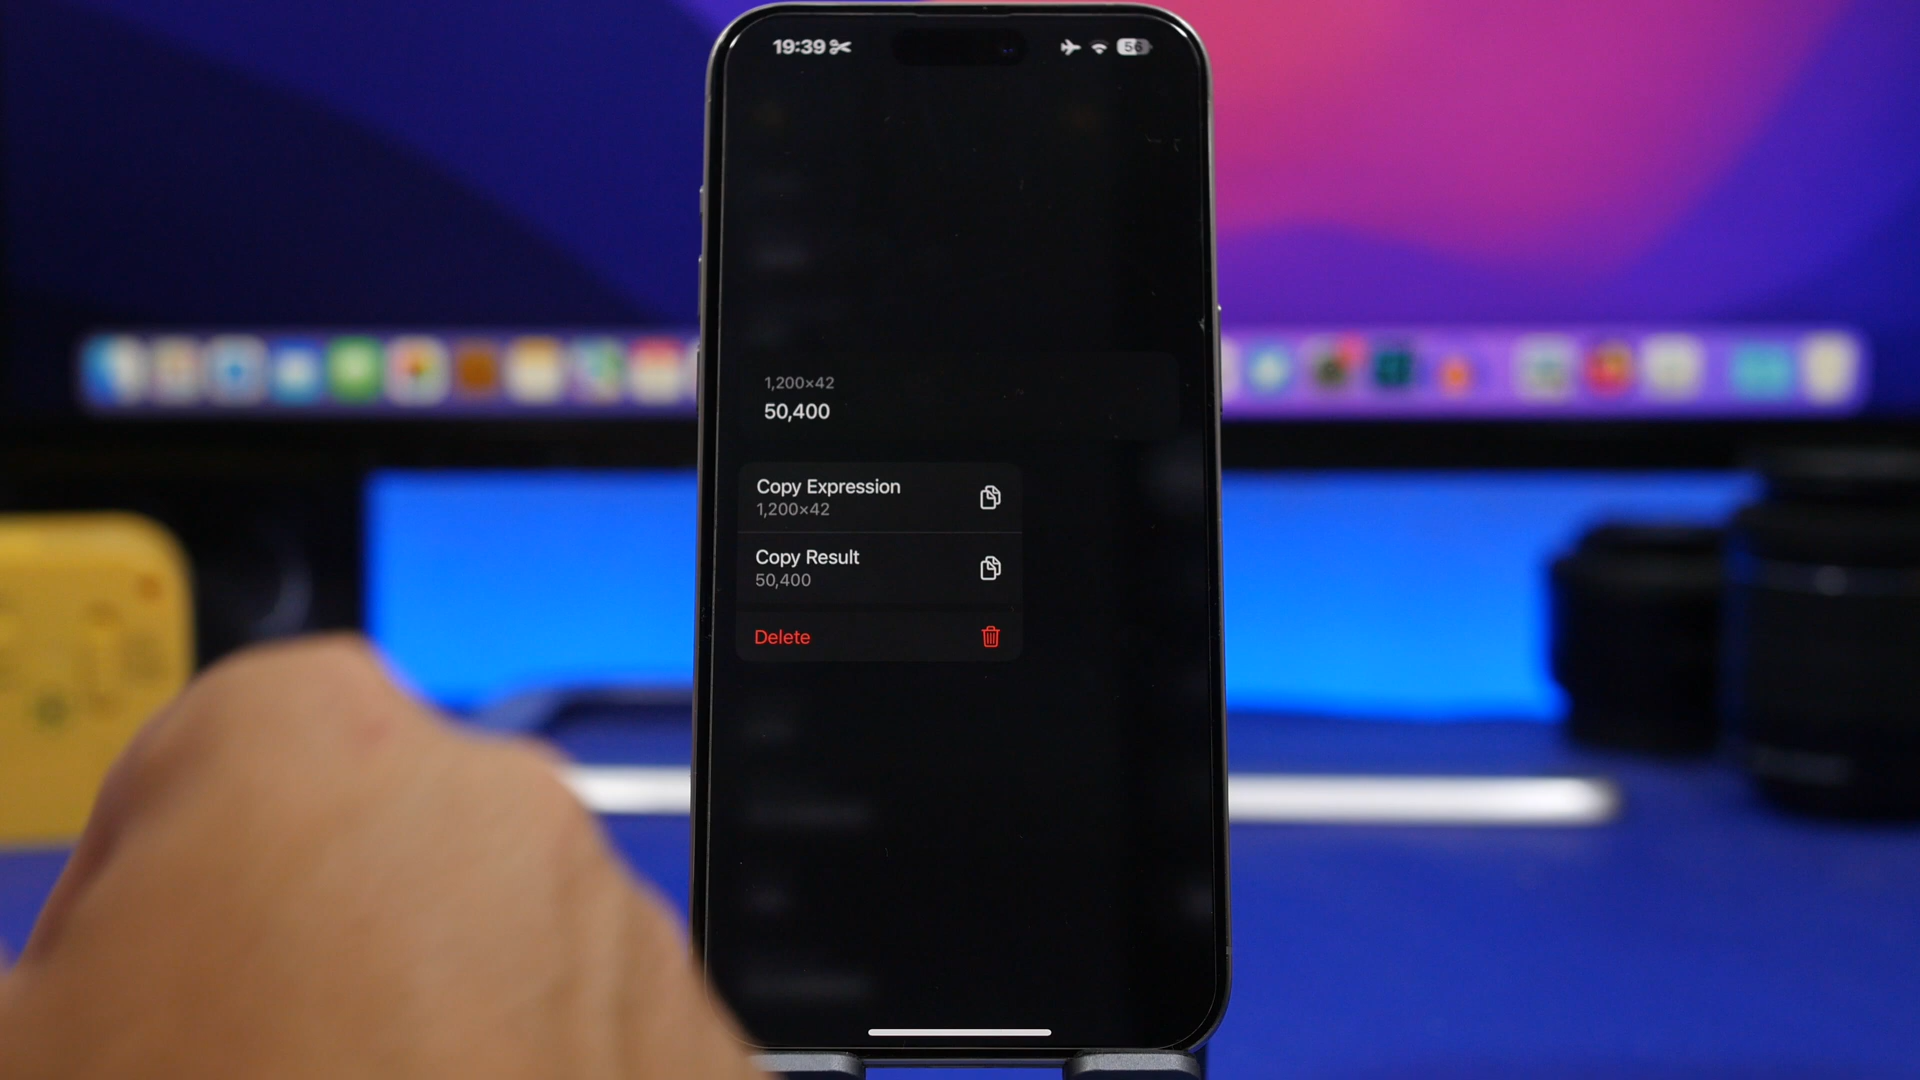 19:39
56
1,200×42
50,400
Copy Expression
1,200×42
Copy Result
50,400
Delete